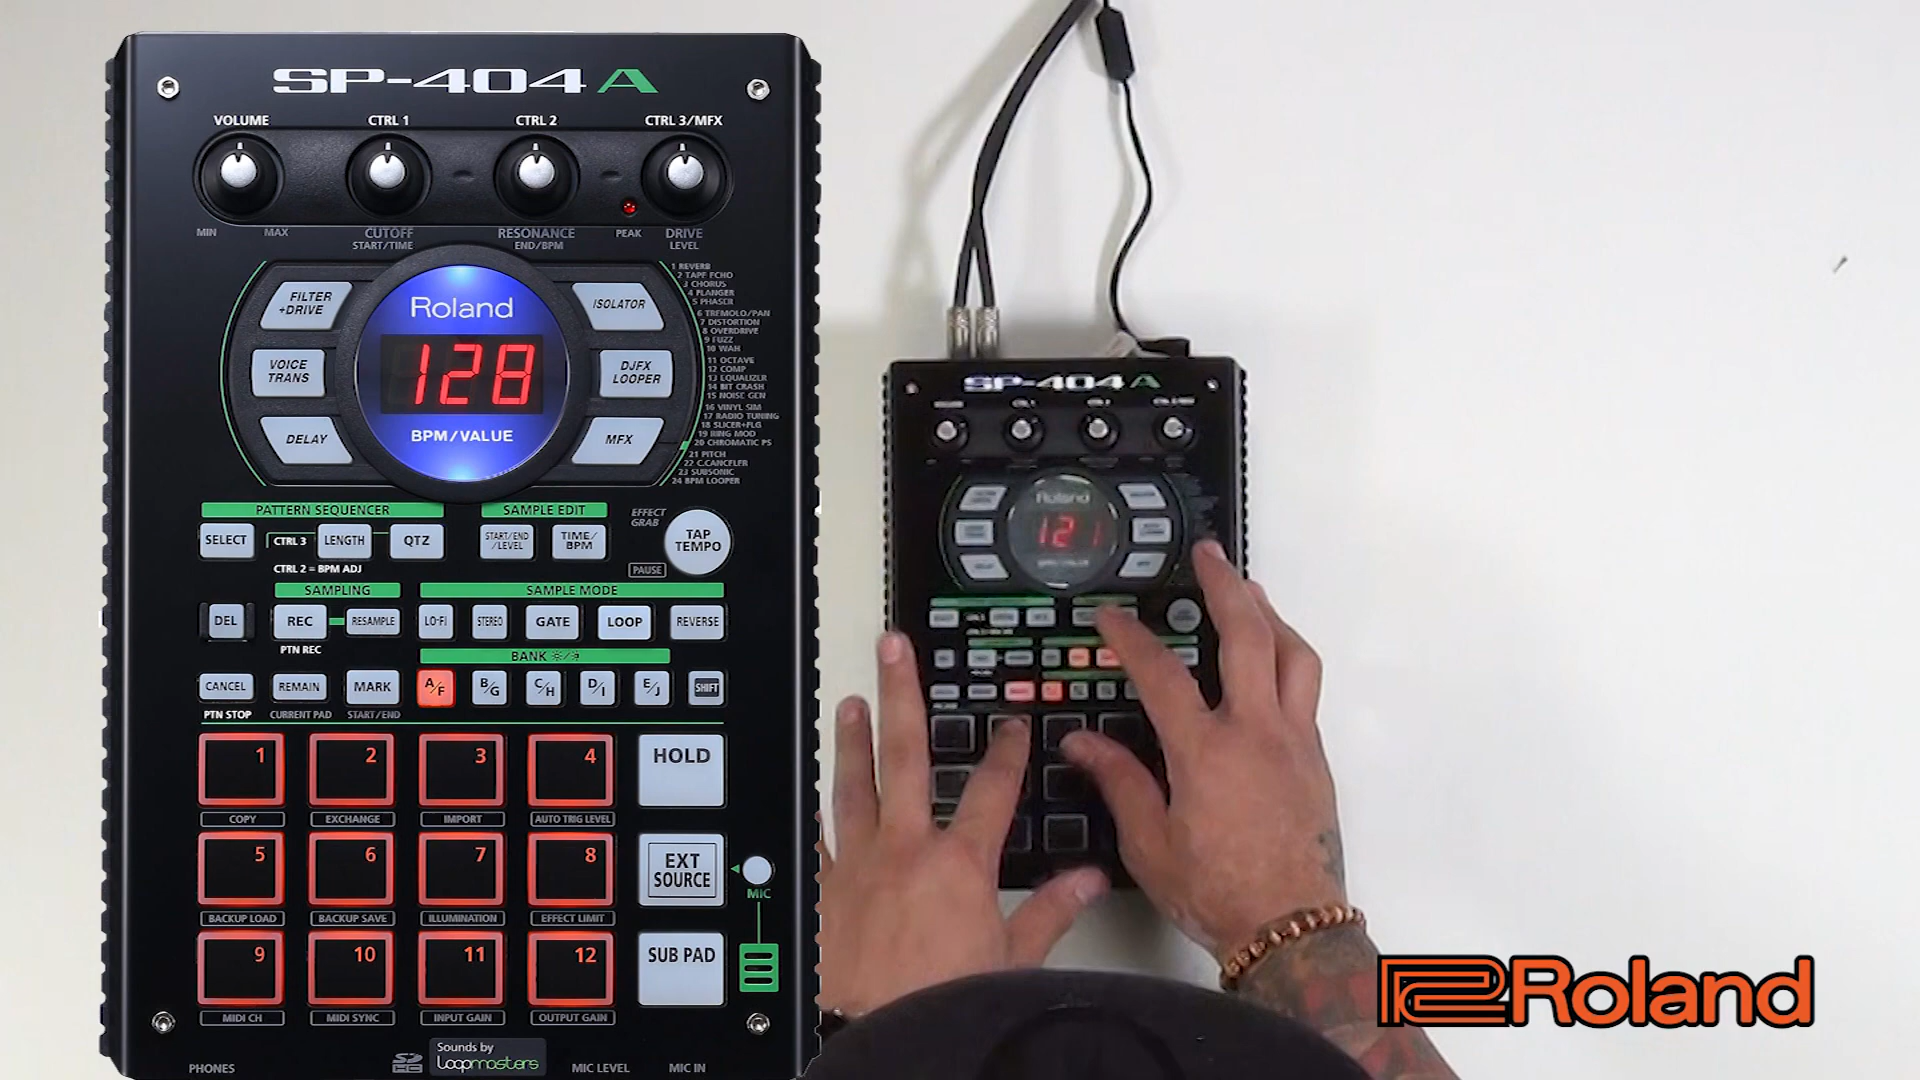 SP-404A
VOLUME CTRL 1 CTRL 2 CTRL 3/MFX
MIN MAX CUTOFF RESONANCE PEAK DRIVE
START/TIME END/BPM LEVEL
1 REVERB
2 TAPE ECHO
3 CHORUS
4 FLANGER
5 PHASER
6 TREMOLO/PAN
7 DISTORTION
8 OVERDRIVE
9 FUZZ
10 WAH
11 OCTAVE
12 COMP
13 EQUALIZER
14 BIT CRASH
15 NOISE GEN
16 VINYL SIM
17 RADIO TUNING
18 SLICER+FLG
19 RING MOD
20 CHROMATIC PS
21 PITCH
22 C.CANCELER
23 SUBSONIC
24 BPM LOOPER
FILTER
+DRIVE
ISOLATOR
Roland
VOICE
TRANS
128
DJFX
LOOPER
DELAY
BPM/VALUE
MFX
PATTERN SEQUENCER
SAMPLE EDIT
EFFECT
GRAB
SELECT
CTRL 3
LENGTH
QTZ
START/END
/LEVEL
TIME/
BPM
TAP
TEMPO
CTRL 2 = BPM ADJ
PAUSE
SAMPLING
SAMPLE MODE
DEL
REC
RESAMPLE
LO-FI
STEREO
GATE
LOOP
REVERSE
PTN REC
BANK
CANCEL
REMAIN
MARK
A/F
B/G
C/H
D/I
E/J
SHIFT
PTN STOP
CURRENT PAD
START/END
1 2 3 4 HOLD
COPY EXCHANGE IMPORT AUTO TRIG LEVEL
5 6 7 8
EXT
SOURCE
MIC
BACKUP LOAD BACKUP SAVE ILLUMINATION EFFECT LIMIT
9 10 11 12 SUB PAD
MIDI CH MIDI SYNC INPUT GAIN OUTPUT GAIN
PHONES
SD
HC
Sounds by
Loopmasters
MIC LEVEL
MIC IN
SP-404A
Roland
121
BPM/VALUE
Roland